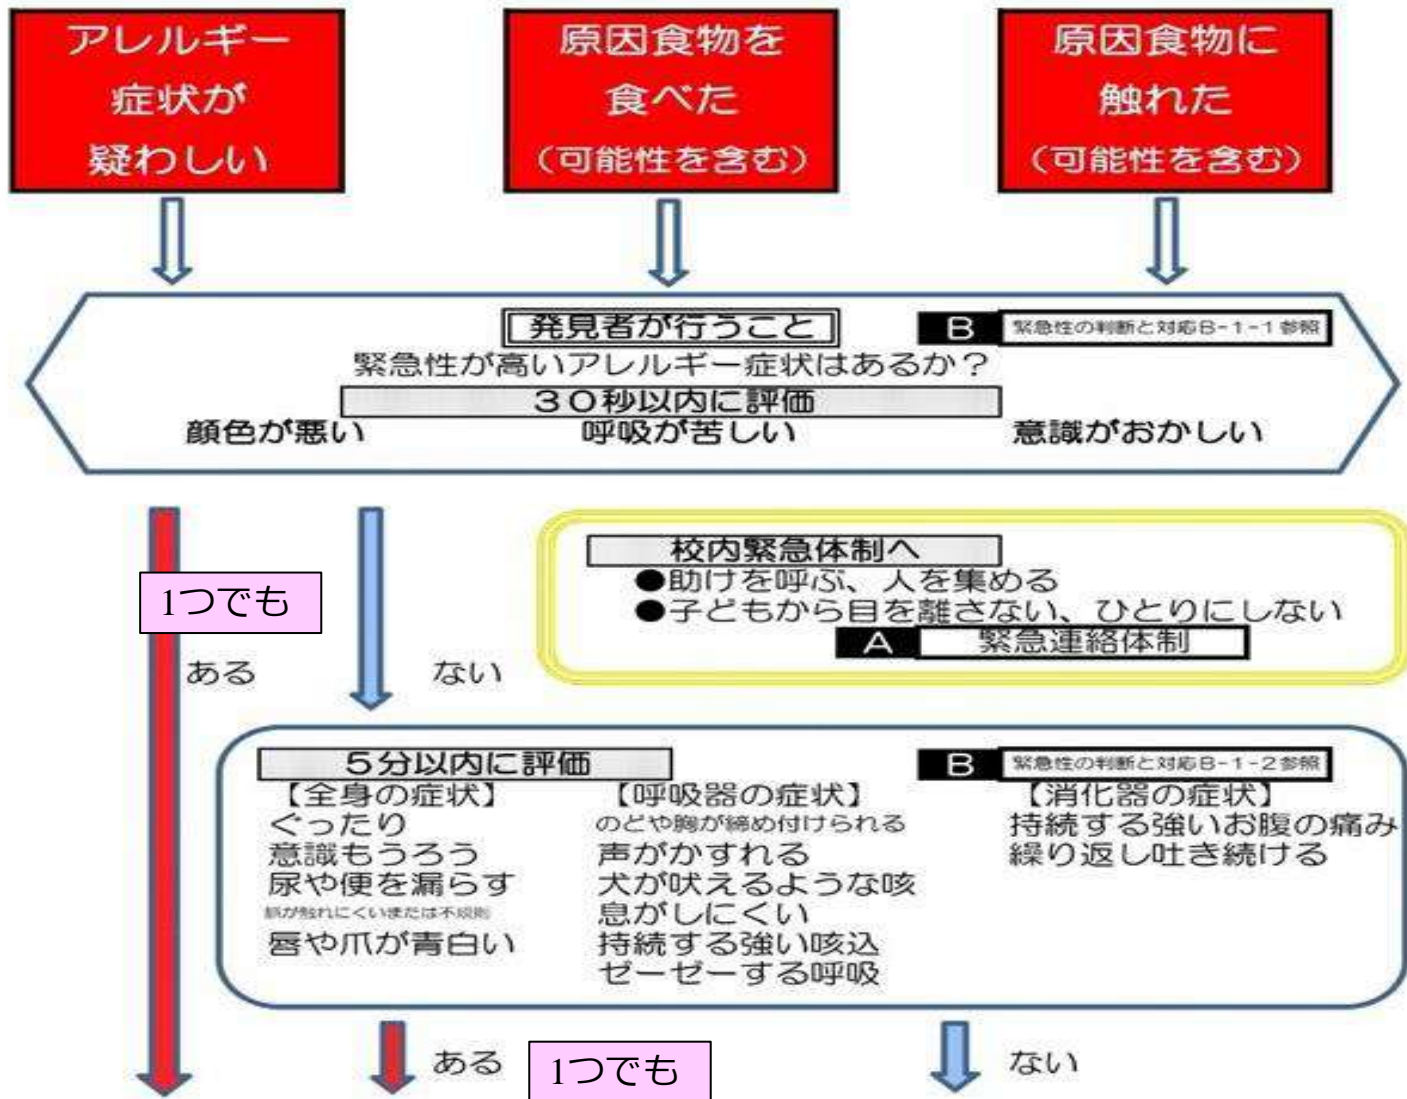 アレルギー
症状が
疑わしい
原因食物を
食べた
（可能性を含む）
原因食物に
触れた
（可能性を含む）
発見者が行うこと
B 緊急性の判断と対応B-1-1参照
緊急性が高いアレルギー症状はあるか？
３０秒以内に評価
顔色が悪い 呼吸が苦しい 意識がおかしい
校内緊急体制へ
●助けを呼ぶ、人を集める
●子どもから目を離さない、ひとりにしない
A 緊急連絡体制
1つでも
ある ない
５分以内に評価
B 緊急性の判断と対応B-1-2参照
【全身の症状】
ぐったり
意識もうろう
尿や便を漏らす
脈が触れにくいまたは不規則
唇や爪が青白い
【呼吸器の症状】
のどや胸が締め付けられる
声がかすれる
犬が吠えるような咳
息がしにくい
持続する強い咳込
ゼーゼーする呼吸
【消化器の症状】
持続する強いお腹の痛み
繰り返し吐き続ける
ある 1つでも ない